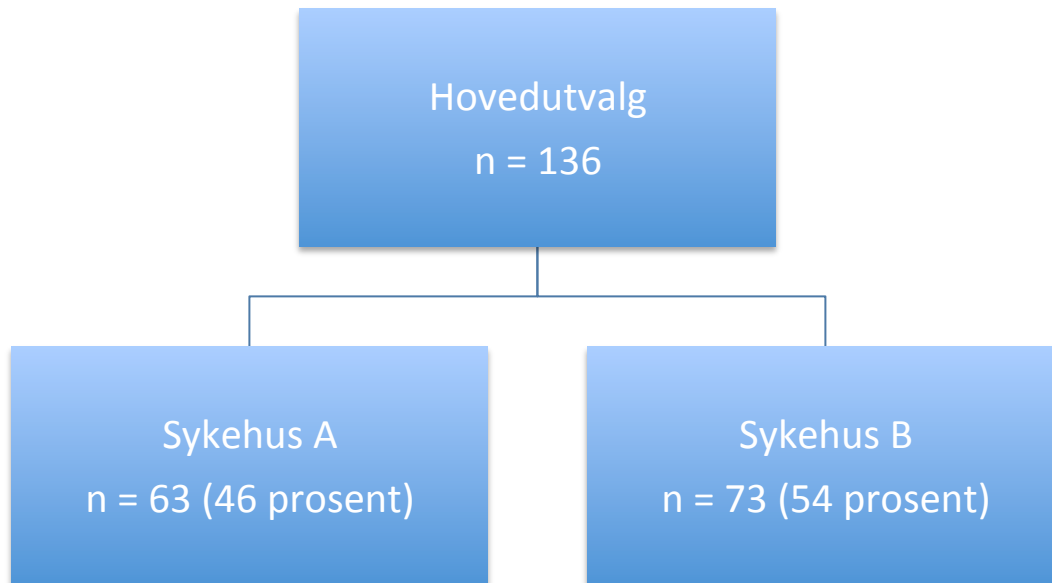 Hovedutvalg
n = 136
Sykehus A
n = 63 (46 prosent)
Sykehus B
n = 73 (54 prosent)